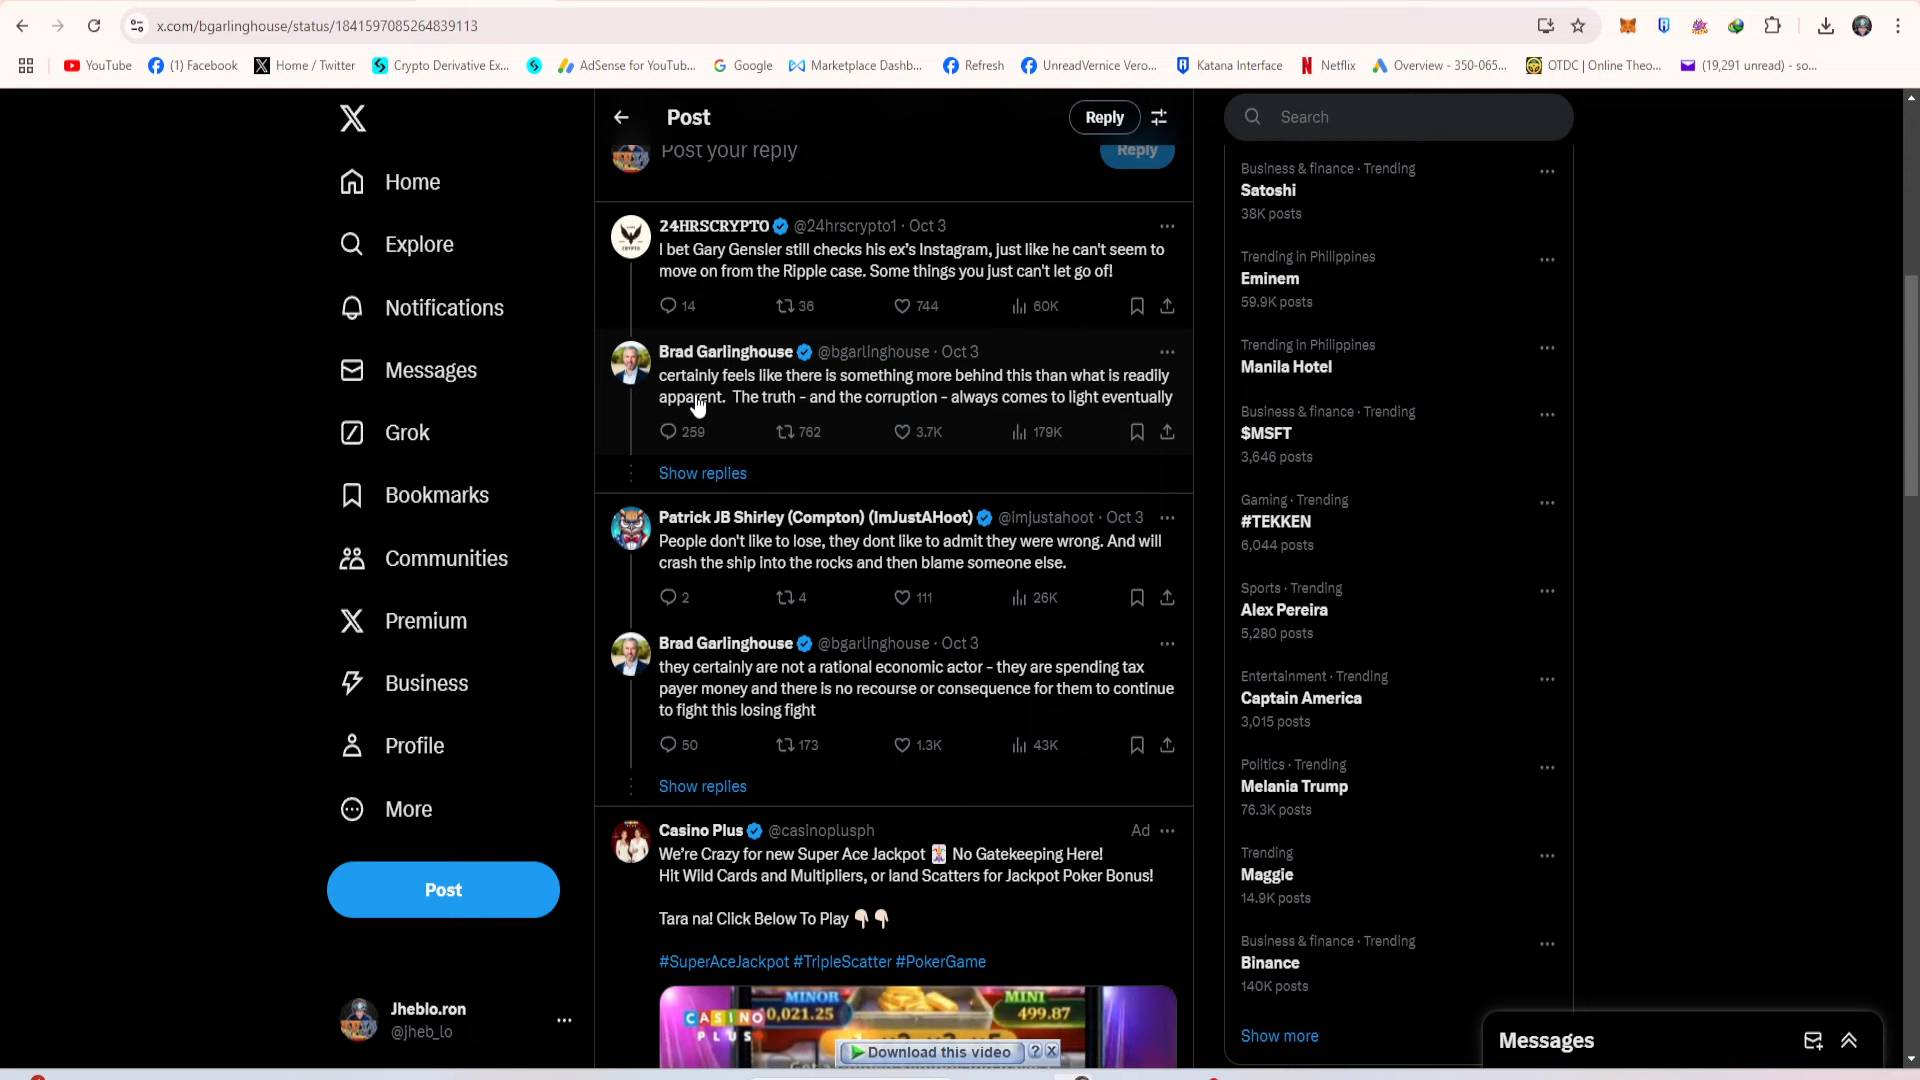 x.com/bgarlinghouse/status/1841597085264839113
YouTube
(1) Facebook
Home / Twitter
Crypto Derivative Ex...
AdSense for YouTub...
Google
Marketplace Dashb...
Refresh
UnreadVernice Vero...
Katana Interface
Netflix
Overview - 350-065...
OTDC | Online Theo...
(19,291 unread) - so...
Home
Explore
Notifications
Messages
Grok
Bookmarks
Communities
Premium
Business
Profile
More
Post
Jheblo.ron
@jheb_lo
Post
Reply
Post your reply
Reply
24HRSCRYPTO @24hrscrypto1 · Oct 3
I bet Gary Gensler still checks his ex's Instagram, just like he can't seem to
move on from the Ripple case. Some things you just can't let go of!
14 36 744 60K
Brad Garlinghouse @bgarlinghouse · Oct 3
certainly feels like there is something more behind this than what is readily
apparent.  The truth - and the corruption - always comes to light eventually
259 762 3.7K 179K
Show replies
Patrick JB Shirley (Compton) (ImJustAHoot) @imjustahoot · Oct 3
People don't like to lose, they dont like to admit they were wrong. And will
crash the ship into the rocks and then blame someone else.
2 4 111 26K
Brad Garlinghouse @bgarlinghouse · Oct 3
they certainly are not a rational economic actor - they are spending tax
payer money and there is no recourse or consequence for them to continue
to fight this losing fight
50 173 1.3K 43K
Show replies
Casino Plus @casinoplusph Ad
We're Crazy for new Super Ace Jackpot 🃏 No Gatekeeping Here!
Hit Wild Cards and Multipliers, or land Scatters for Jackpot Poker Bonus!
Tara na! Click Below To Play 👇🏻👇🏻
#SuperAceJackpot #TripleScatter #PokerGame
CASINO
PLUS
MINOR
0,021.25
MINI
499.87
Download this video
Search
Business & finance · Trending
Satoshi
38K posts
Trending in Philippines
Eminem
59.9K posts
Trending in Philippines
Manila Hotel
Business & finance · Trending
$MSFT
3,646 posts
Gaming · Trending
#TEKKEN
6,044 posts
Sports · Trending
Alex Pereira
5,280 posts
Entertainment · Trending
Captain America
3,015 posts
Politics · Trending
Melania Trump
76.3K posts
Trending
Maggie
14.9K posts
Business & finance · Trending
Binance
140K posts
Show more
Messages